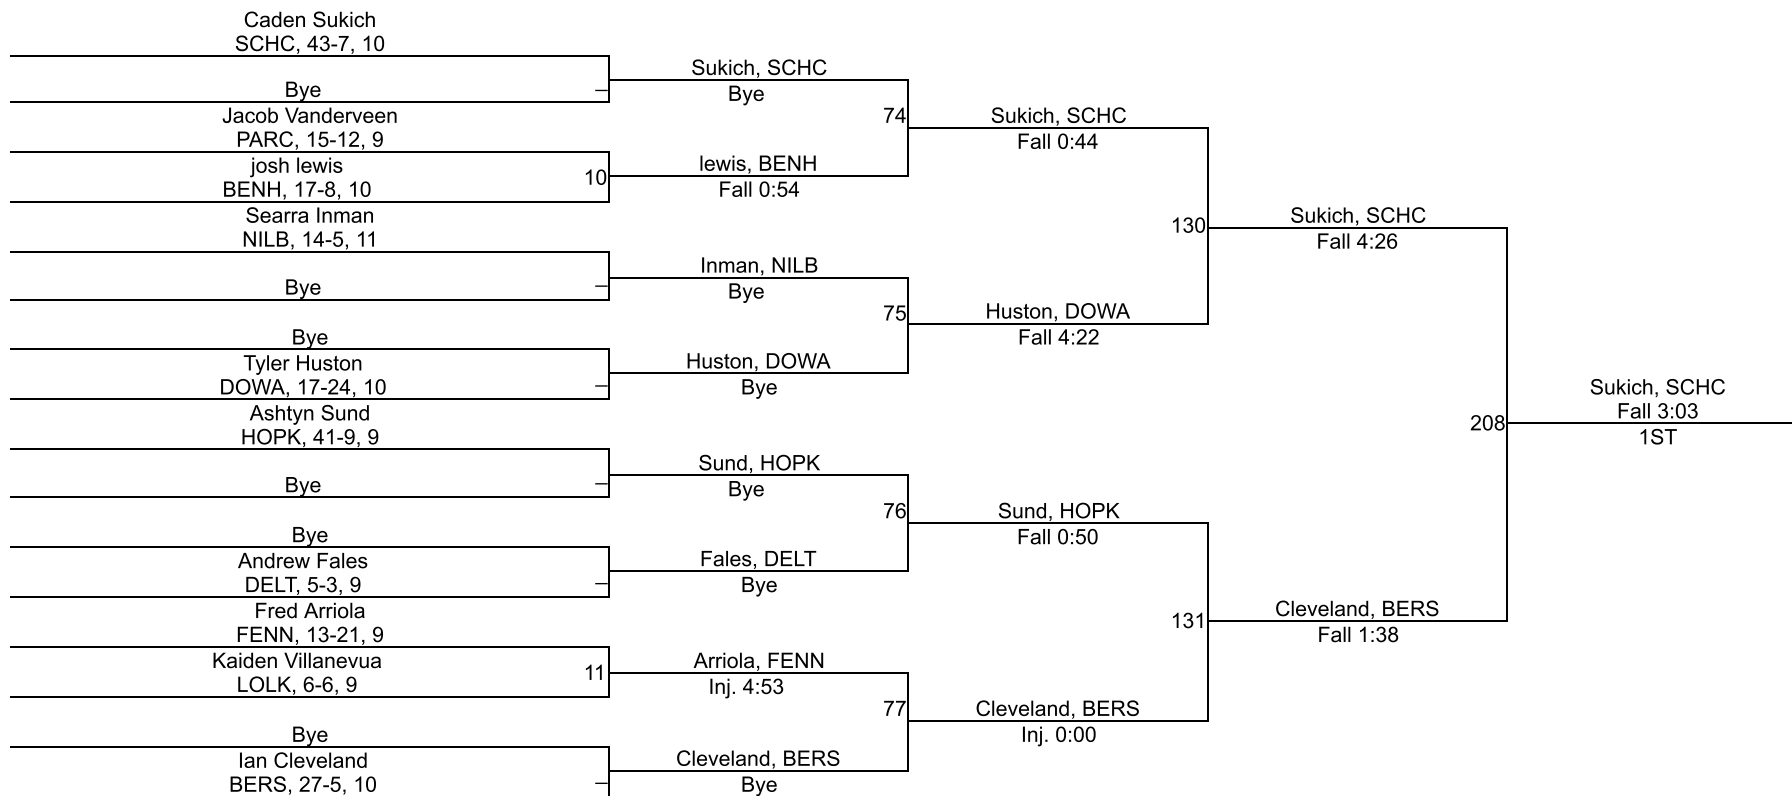 Caden Sukich
SCHC, 43-7, 10
Bye
Jacob Vanderveen
PARC, 15-12, 9
josh lewis
BENH, 17-8, 10
Searra Inman
NILB, 14-5, 11
Bye
Bye
Tyler Huston
DOWA, 17-24, 10
Ashtyn Sund
HOPK, 41-9, 9
Bye
Bye
Andrew Fales
DELT, 5-3, 9
Fred Arriola
FENN, 13-21, 9
Kaiden Villanevua
LOLK, 6-6, 9
Bye
Ian Cleveland
BERS, 27-5, 10
–
10
–
–
–
–
11
–
Sukich, SCHC
Bye
lewis, BENH
Fall 0:54
Inman, NILB
Bye
Huston, DOWA
Bye
Sund, HOPK
Bye
Fales, DELT
Bye
Arriola, FENN
Inj. 4:53
Cleveland, BERS
Bye
74
75
76
77
Sukich, SCHC
Fall 0:44
Huston, DOWA
Fall 4:22
Sund, HOPK
Fall 0:50
Cleveland, BERS
Inj. 0:00
130
131
Sukich, SCHC
Fall 4:26
Cleveland, BERS
Fall 1:38
208
Sukich, SCHC
Fall 3:03
1ST